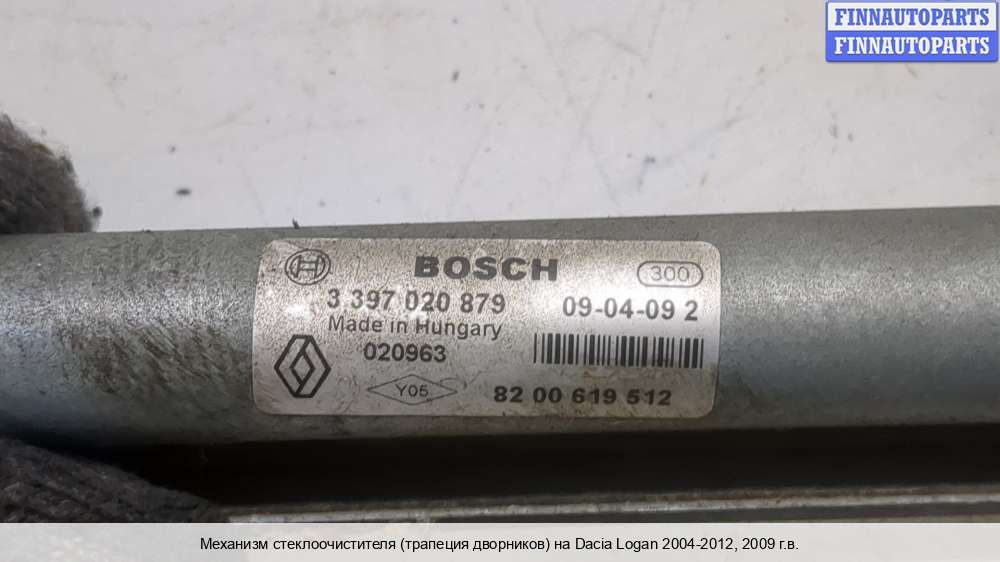 FINNAUTOPARTS
FINNAUTOPARTS
BOSCH
300
3 397 020 879
09-04-09 2
Made in Hungary
020963
Y05
82 00 619 512
Механизм стеклоочистителя (трапеция дворников) на Dacia Logan 2004-2012, 2009 г.в.